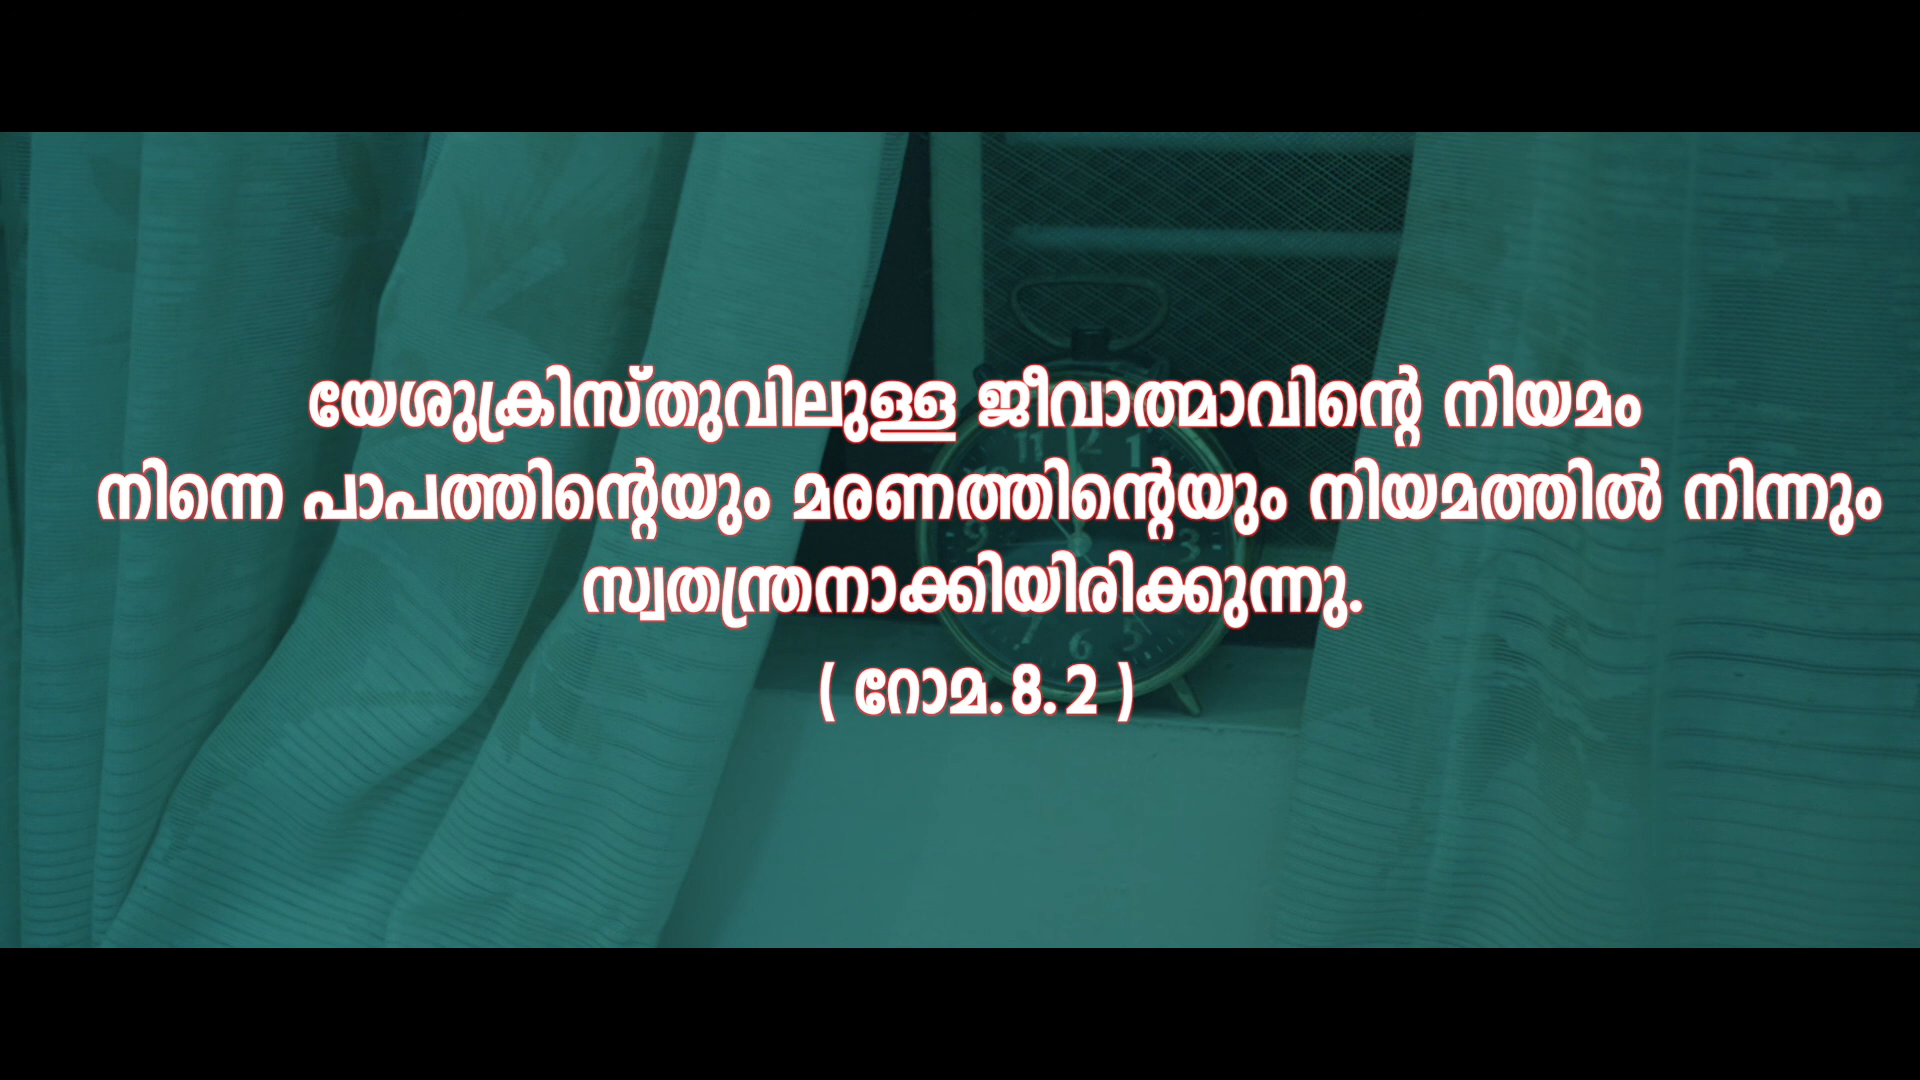 യേശുക്രിസ്തുവിലുള്ള ജീവാത്മാവിന്റെ നിയമം
നിന്നെ പാപത്തിന്റെയും മരണത്തിന്റെയും നിയമത്തിൽ നിന്നും
സ്വതന്ത്രനാക്കിയിരിക്കുന്നു.
( റോമ.8.2 )